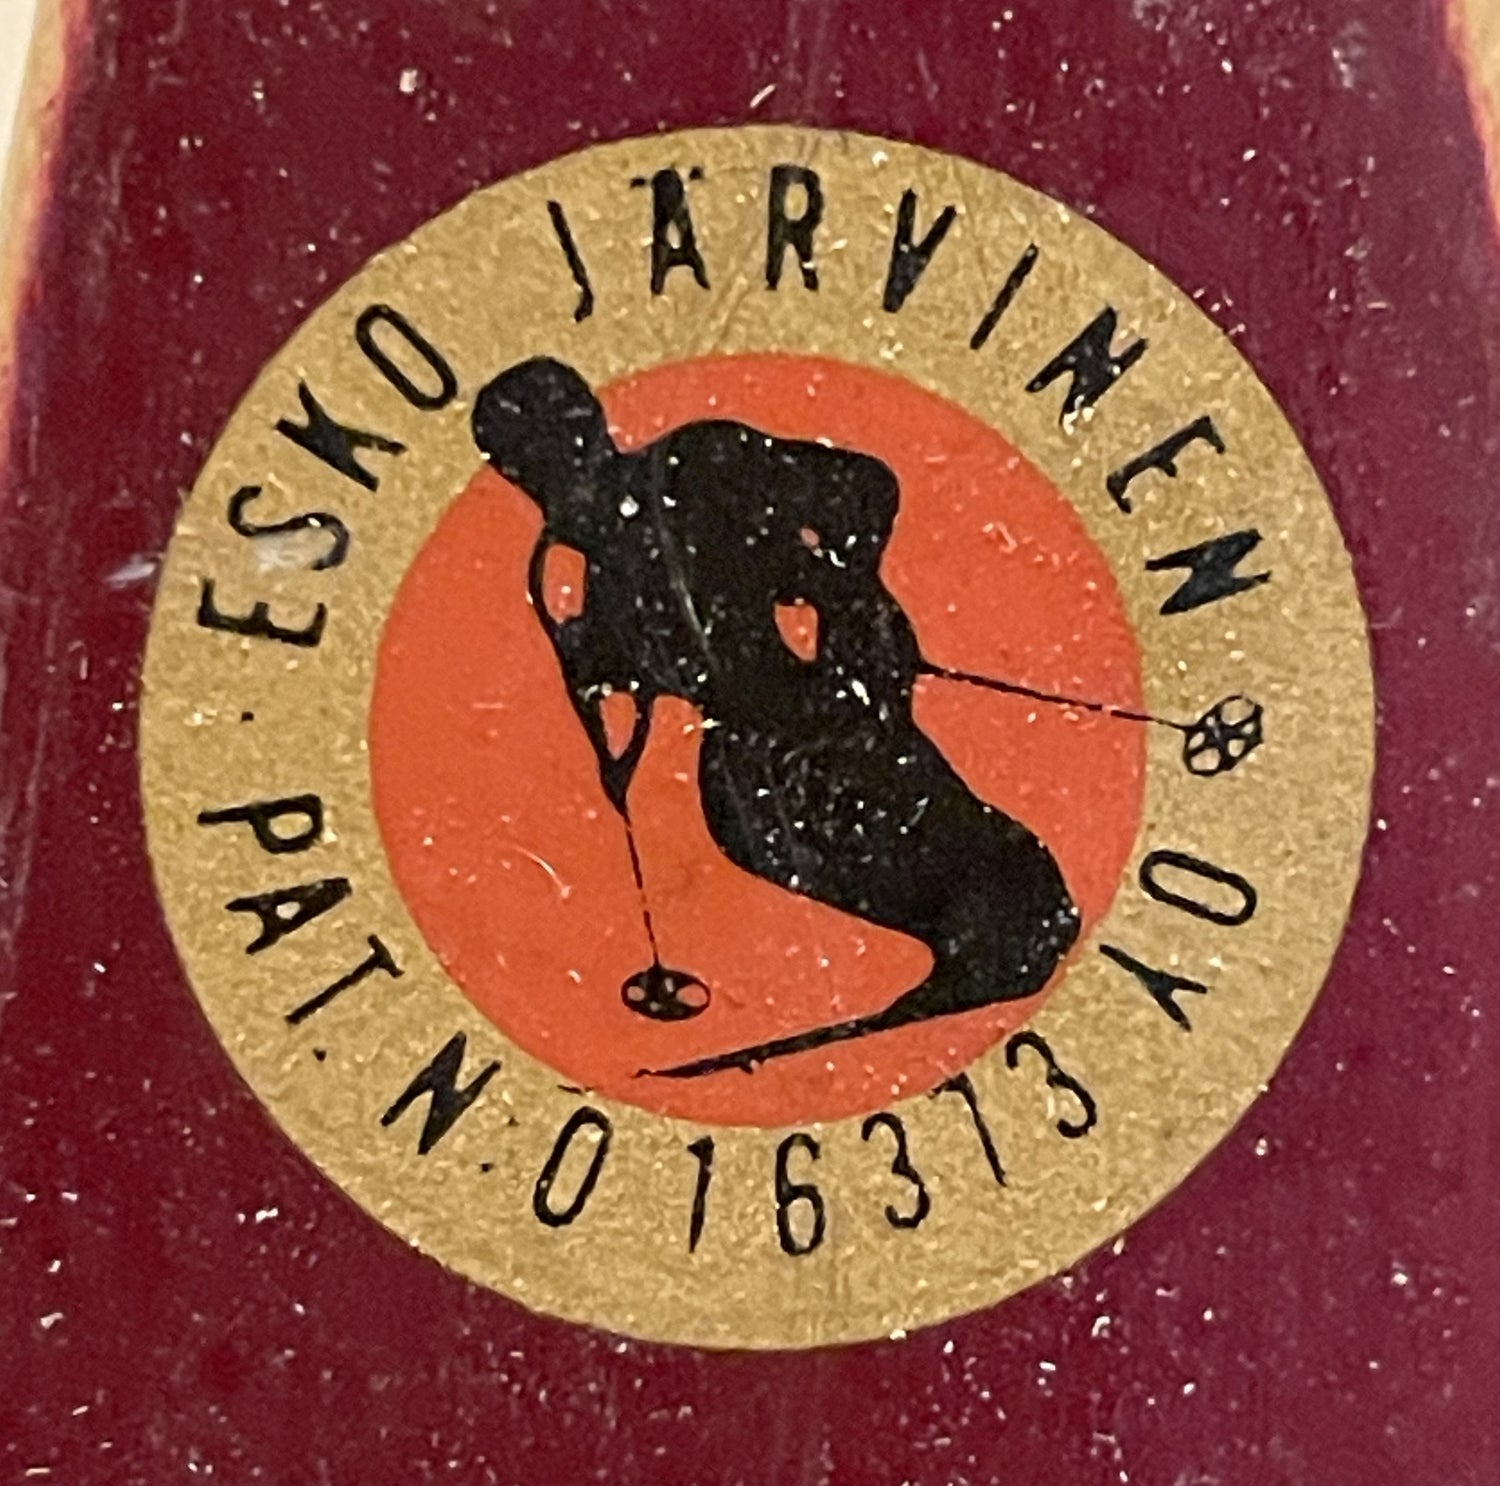 · ESKO JÄRVINEN OY
PAT. N:O 16373